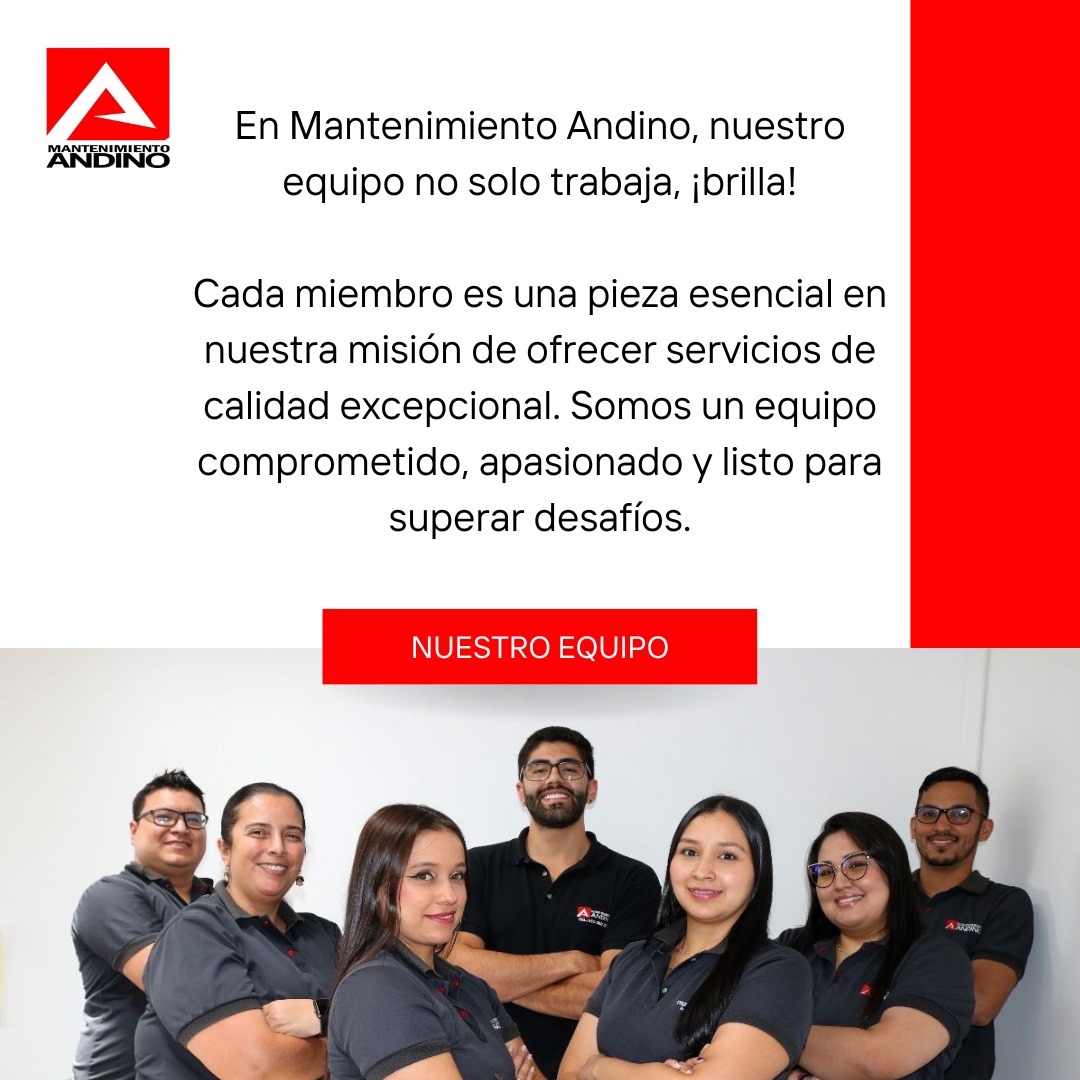 MANTENIMIENTO
ANDINO
En Mantenimiento Andino, nuestro
equipo no solo trabaja, ¡brilla!
Cada miembro es una pieza esencial en
nuestra misión de ofrecer servicios de
calidad excepcional. Somos un equipo
comprometido, apasionado y listo para
superar desafíos.
NUESTRO EQUIPO
ANDINO